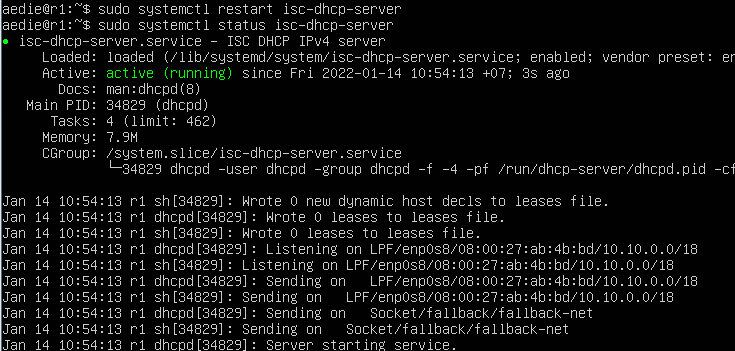 aedie@r1:~$ sudo systemctl restart isc-dhcp-server
aedie@r1:~$ sudo systemctl status isc-dhcp-server
● isc-dhcp-server.service - ISC DHCP IPv4 server
Loaded: loaded (/lib/systemd/system/isc-dhcp-server.service; enabled; vendor preset: en
Active: active (running) since Fri 2022-01-14 10:54:13 +07; 3s ago
Docs: man:dhcpd(8)
Main PID: 34829 (dhcpd)
Tasks: 4 (limit: 462)
Memory: 7.9M
CGroup: /system.slice/isc-dhcp-server.service
└─34829 dhcpd -user dhcpd -group dhcpd -f -4 -pf /run/dhcp-server/dhcpd.pid -cf
Jan 14 10:54:13 r1 sh[34829]: Wrote 0 new dynamic host decls to leases file.
Jan 14 10:54:13 r1 dhcpd[34829]: Wrote 0 leases to leases file.
Jan 14 10:54:13 r1 sh[34829]: Wrote 0 leases to leases file.
Jan 14 10:54:13 r1 dhcpd[34829]: Listening on LPF/enp0s8/08:00:27:ab:4b:bd/10.10.0.0/18
Jan 14 10:54:13 r1 sh[34829]: Listening on LPF/enp0s8/08:00:27:ab:4b:bd/10.10.0.0/18
Jan 14 10:54:13 r1 dhcpd[34829]: Sending on   LPF/enp0s8/08:00:27:ab:4b:bd/10.10.0.0/18
Jan 14 10:54:13 r1 sh[34829]: Sending on   LPF/enp0s8/08:00:27:ab:4b:bd/10.10.0.0/18
Jan 14 10:54:13 r1 dhcpd[34829]: Sending on   Socket/fallback/fallback-net
Jan 14 10:54:13 r1 sh[34829]: Sending on   Socket/fallback/fallback-net
Jan 14 10:54:13 r1 dhcpd[34829]: Server starting service.